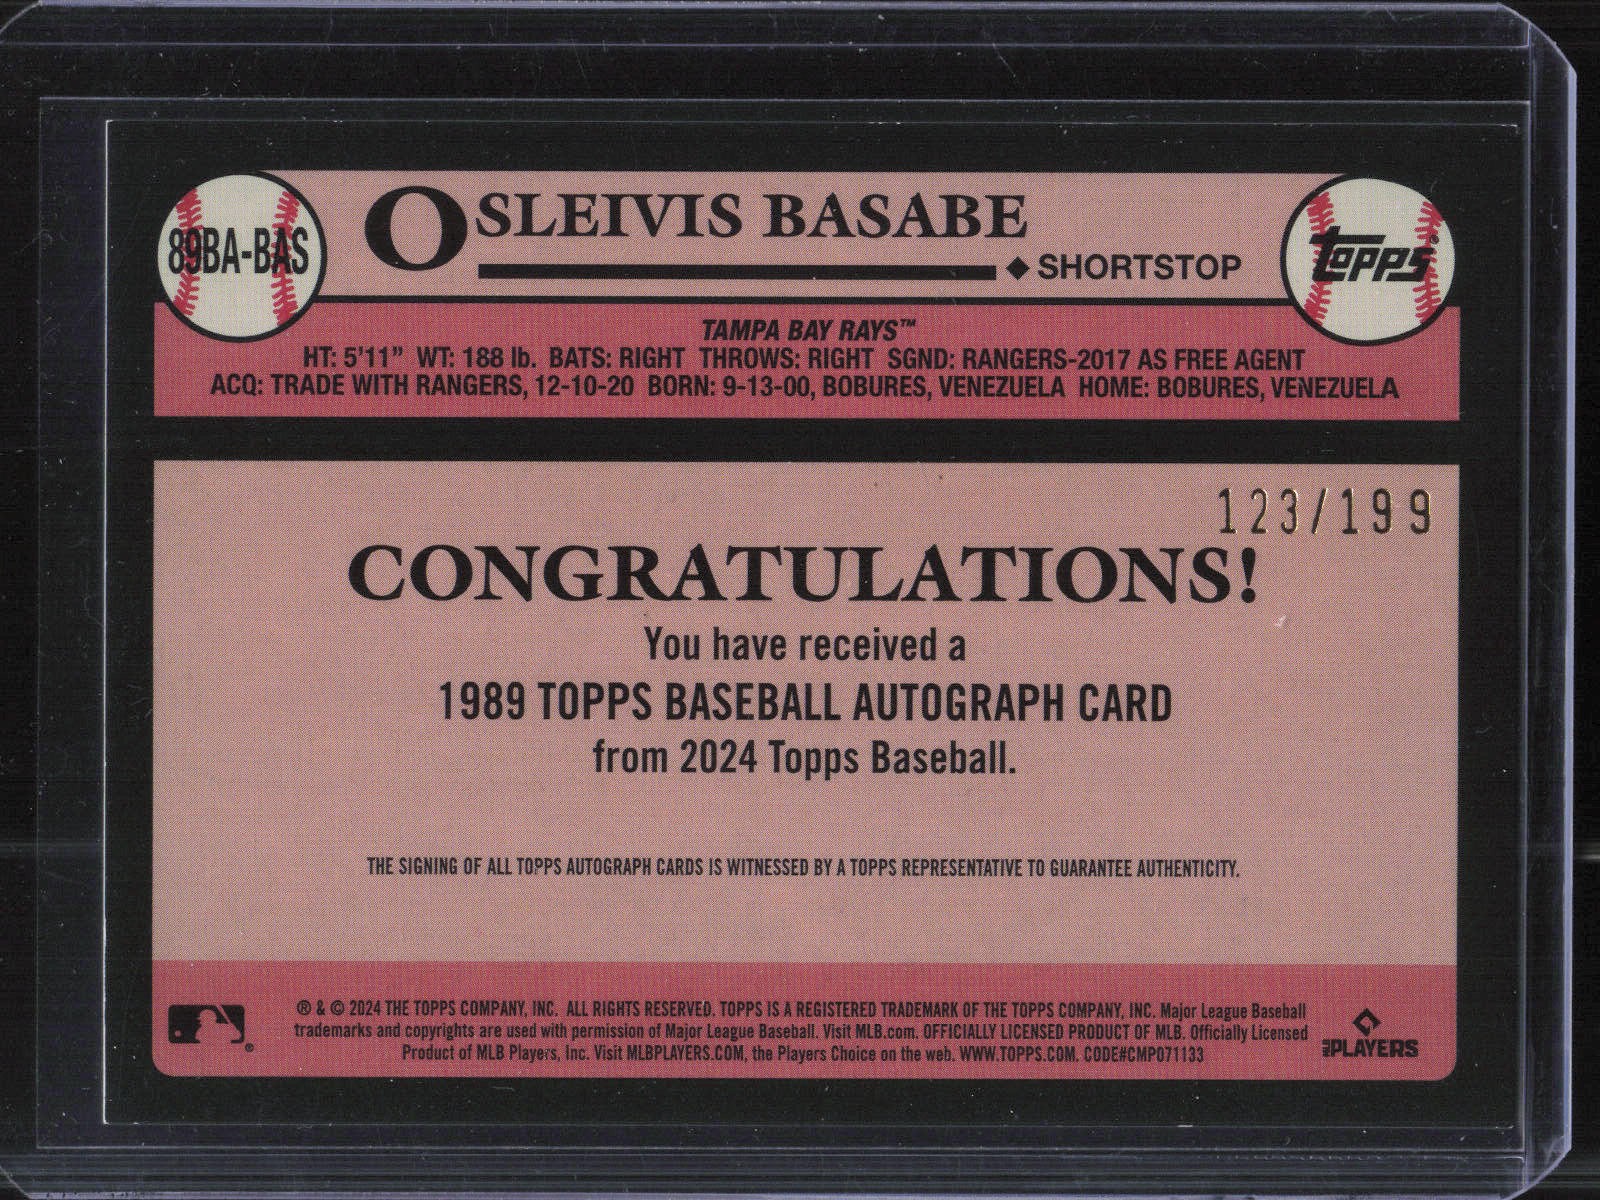 89BA-BAS
OSLEIVIS BASABE
◆ SHORTSTOP
topps®
TAMPA BAY RAYS™
HT: 5'11” WT: 188 lb. BATS: RIGHT THROWS: RIGHT SGND: RANGERS-2017 AS FREE AGENT
ACQ: TRADE WITH RANGERS, 12-10-20 BORN: 9-13-00, BOBURES, VENEZUELA HOME: BOBURES, VENEZUELA
123/199
CONGRATULATIONS!
You have received a
1989 TOPPS BASEBALL AUTOGRAPH CARD
from 2024 Topps Baseball.
THE SIGNING OF ALL TOPPS AUTOGRAPH CARDS IS WITNESSED BY A TOPPS REPRESENTATIVE TO GUARANTEE AUTHENTICITY.
® & © 2024 THE TOPPS COMPANY, INC. ALL RIGHTS RESERVED. TOPPS IS A REGISTERED TRADEMARK OF THE TOPPS COMPANY, INC. Major League Baseball
trademarks and copyrights are used with permission of Major League Baseball. Visit MLB.com. OFFICIALLY LICENSED PRODUCT OF MLB. Officially Licensed
Product of MLB Players, Inc. Visit MLBPLAYERS.COM, the Players Choice on the web. WWW.TOPPS.COM. CODE#CMP071133
®
MLB PLAYERS